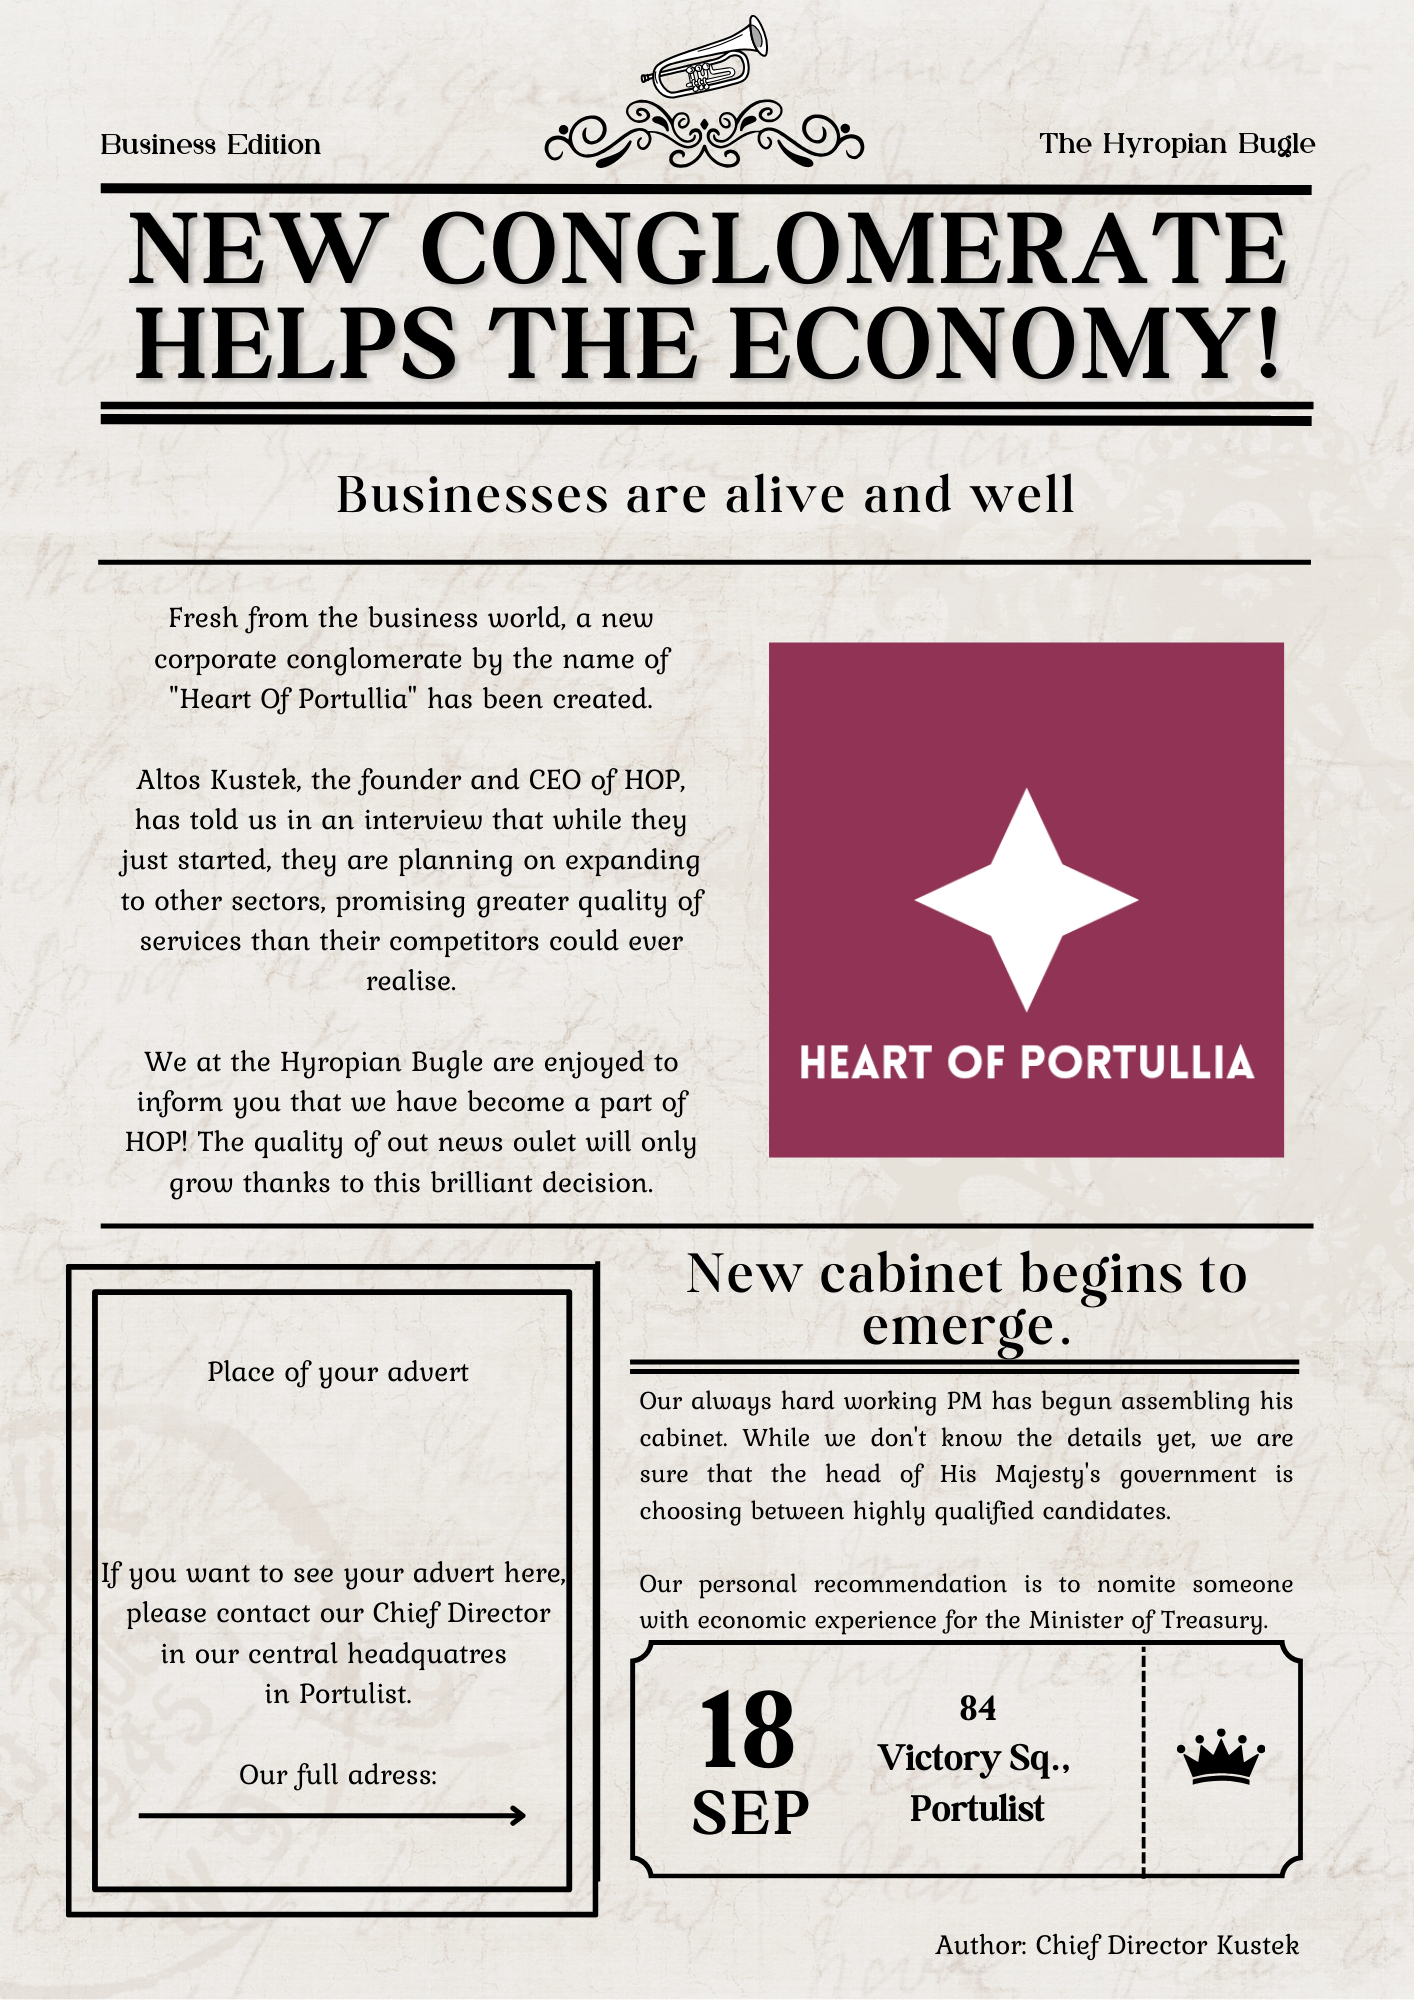 Business Edition
The Hyropian Bugle
NEW CONGLOMERATE
HELPS THE ECONOMY!
Businesses are alive and well
Fresh from the business world, a new
corporate conglomerate by the name of
"Heart Of Portullia" has been created.
Altos Kustek, the founder and CEO of HOP,
has told us in an interview that while they
just started, they are planning on expanding
to other sectors, promising greater quality of
services than their competitors could ever
realise.
We at the Hyropian Bugle are enjoyed to
inform you that we have become a part of
HOP! The quality of out news oulet will only
grow thanks to this brilliant decision.
HEART OF PORTULLIA
Place of your advert
If you want to see your advert here,
please contact our Chief Director
in our central headquatres
in Portulist.
Our full adress:
New cabinet begins to
emerge.
Our always hard working PM has begun assembling his
cabinet. While we don't know the details yet, we are
sure that the head of His Majesty's government is
choosing between highly qualified candidates.
Our personal recommendation is to nomite someone
with economic experience for the Minister of Treasury.
18
SEP
84
Victory Sq.,
Portulist
Author: Chief Director Kustek